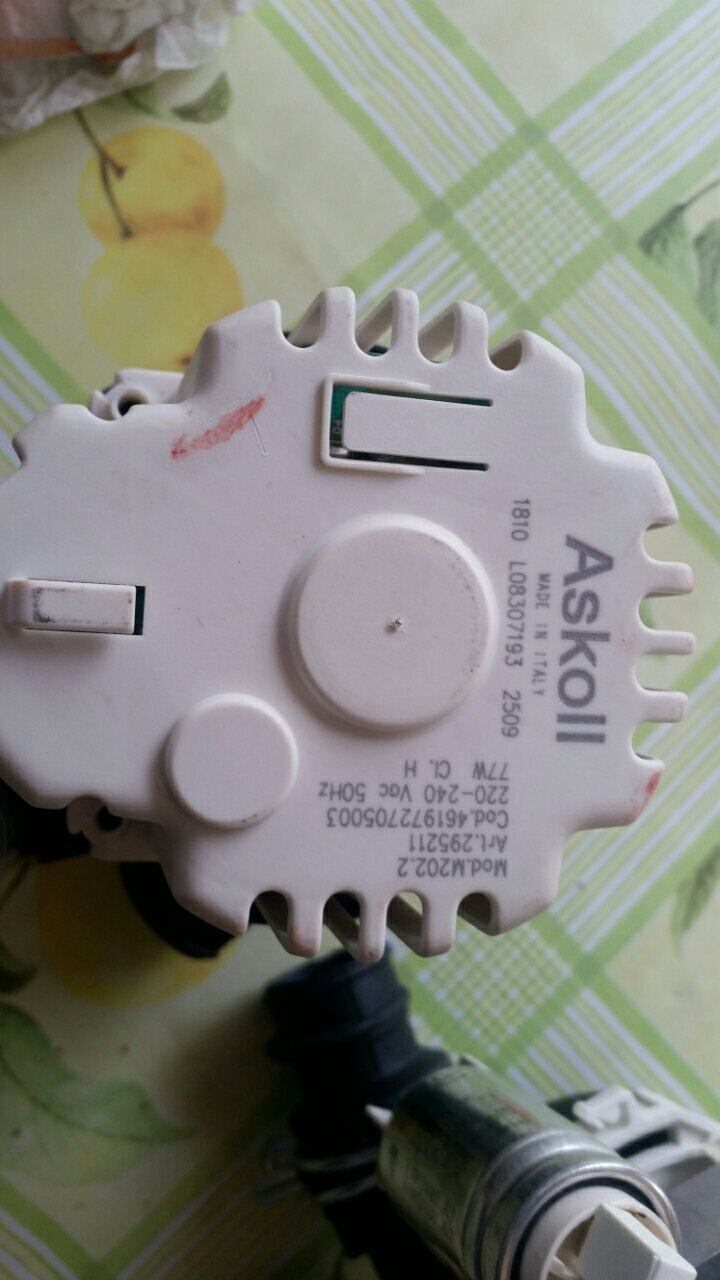 Askoll
MADE IN ITALY
1810 L08307193 2509
Mod.M202.2
Art.295211
Cod.461972705003
220-240 Vac 50Hz
77W Cl. H